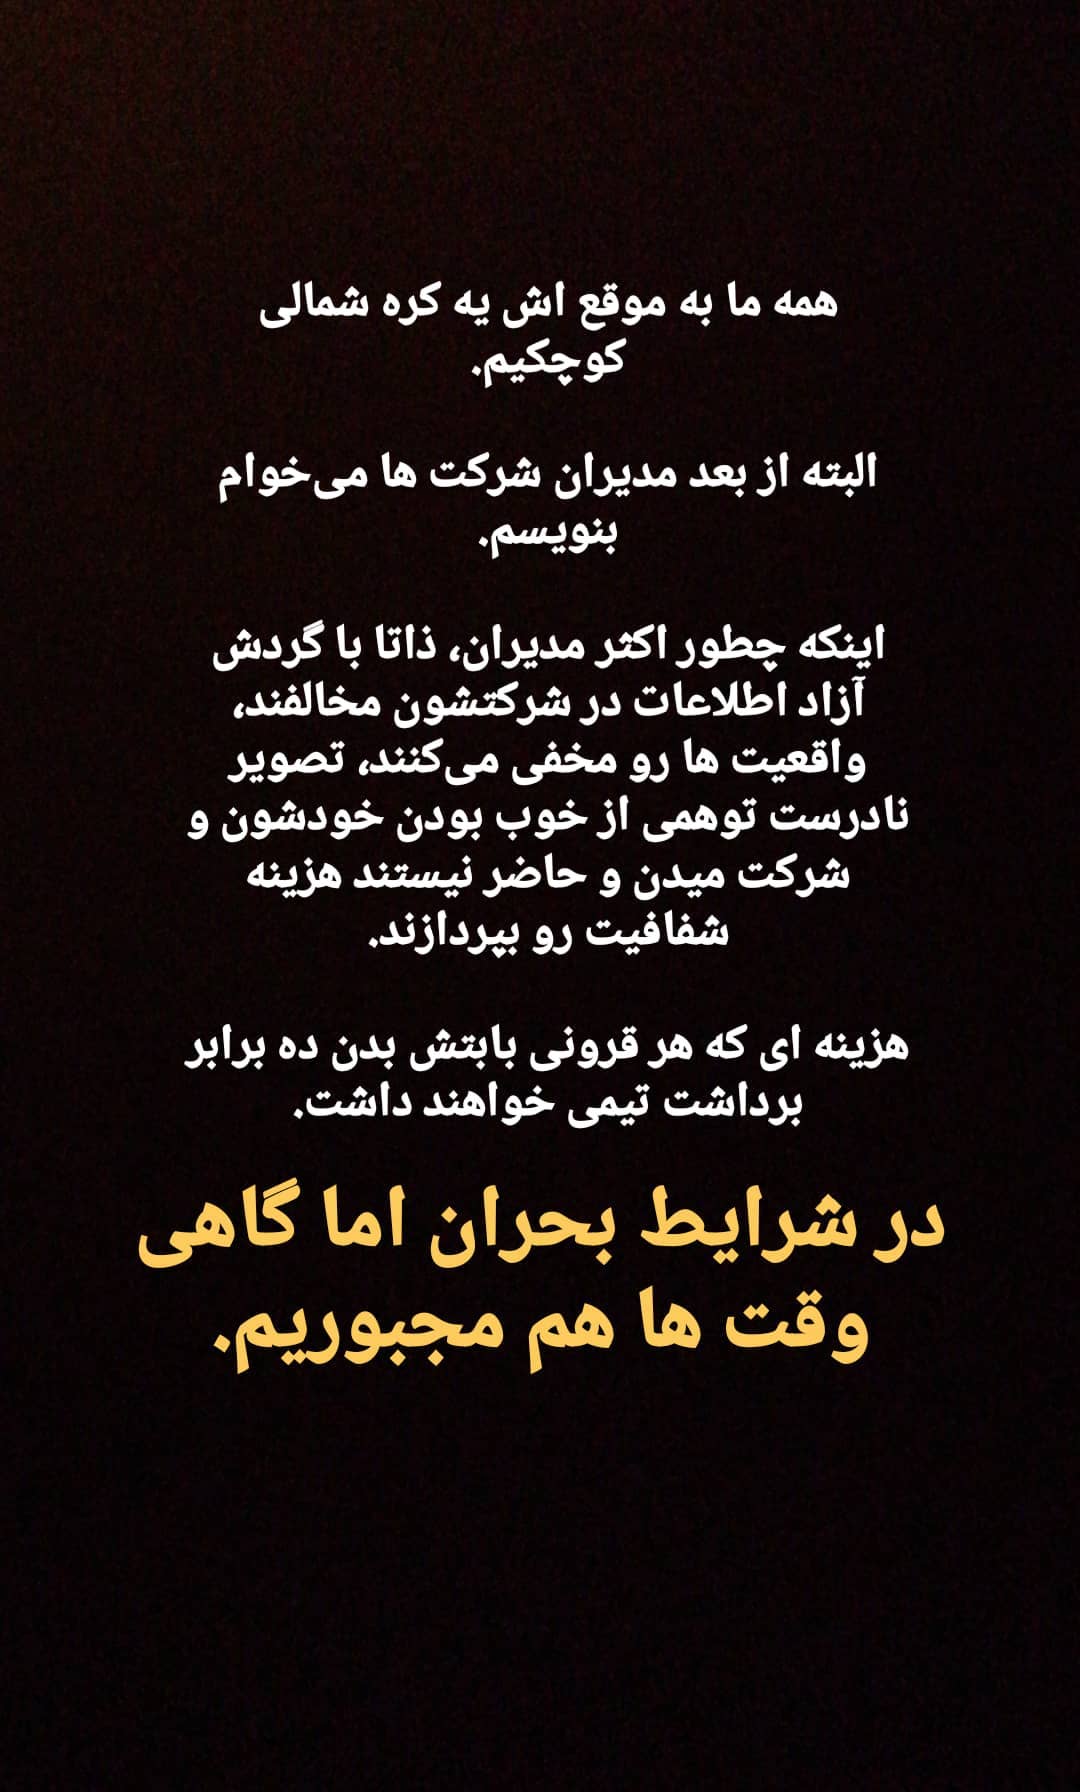 همه ما به موقع اش یه کره شمالی
کوچکیم.
البته از بعد مدیران شرکت ها می‌خوام
بنویسم.
اینکه چطور اکثر مدیران، ذاتا با گردش
آزاد اطلاعات در شرکتشون مخالفند،
واقعیت ها رو مخفی می‌کنند، تصویر
نادرست توهمی از خوب بودن خودشون و
شرکت میدن و حاضر نیستند هزینه
شفافیت رو بپردازند.
هزینه ای که هر قرونی بابتش بدن ده برابر
برداشت تیمی خواهند داشت.
در شرایط بحران اما گاهی
وقت ها هم مجبوریم.